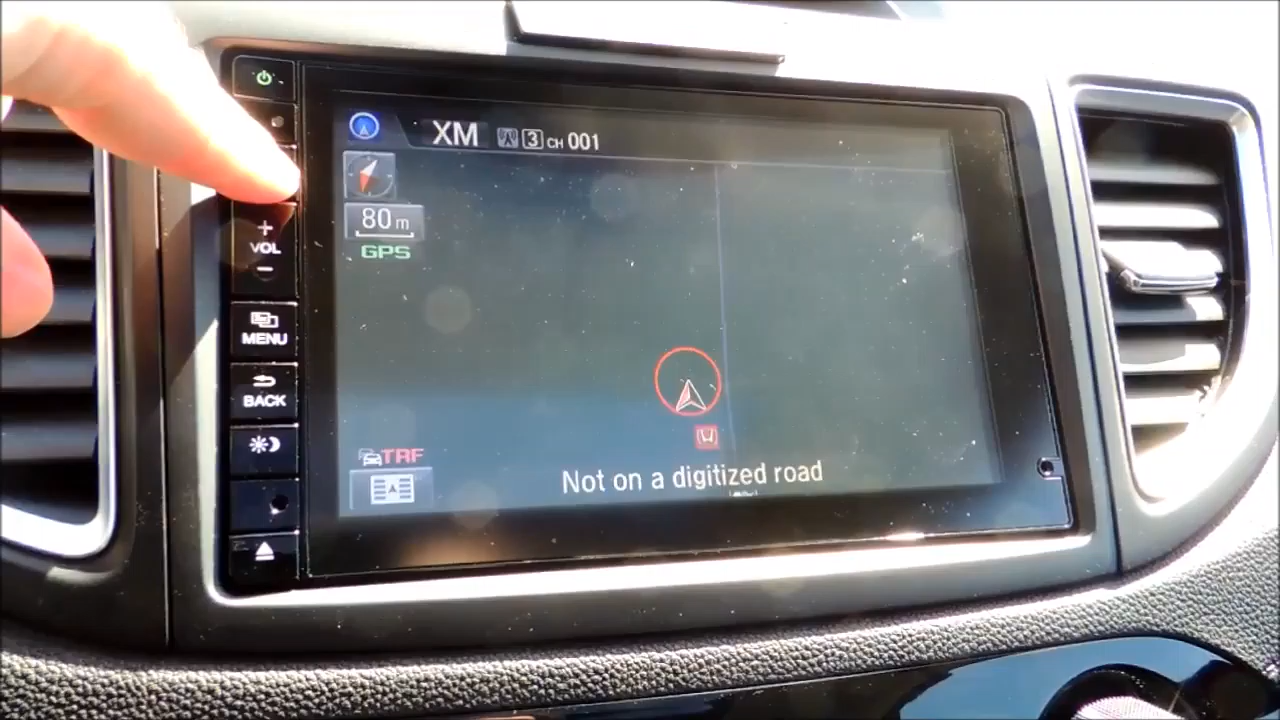 XM 3 CH 001
80 m
GPS
+
VOL
−
MENU
BACK
TRF
Not on a digitized road